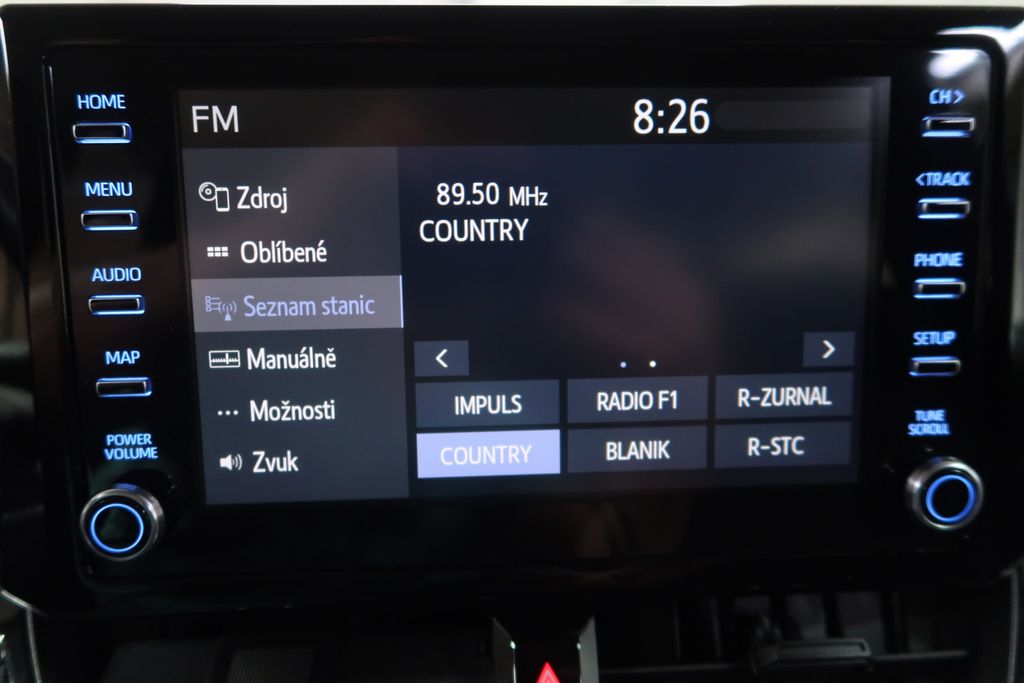 HOME
MENU
AUDIO
MAP
POWER
VOLUME
FM
8:26
Zdroj
Oblíbené
Seznam stanic
Manuálně
Možnosti
Zvuk
89.50 MHz
COUNTRY
<
>
IMPULS RADIO F1 R-ZURNAL
COUNTRY BLANIK R-STC
CH>
<TRACK
PHONE
SETUP
TUNE
SCROLL